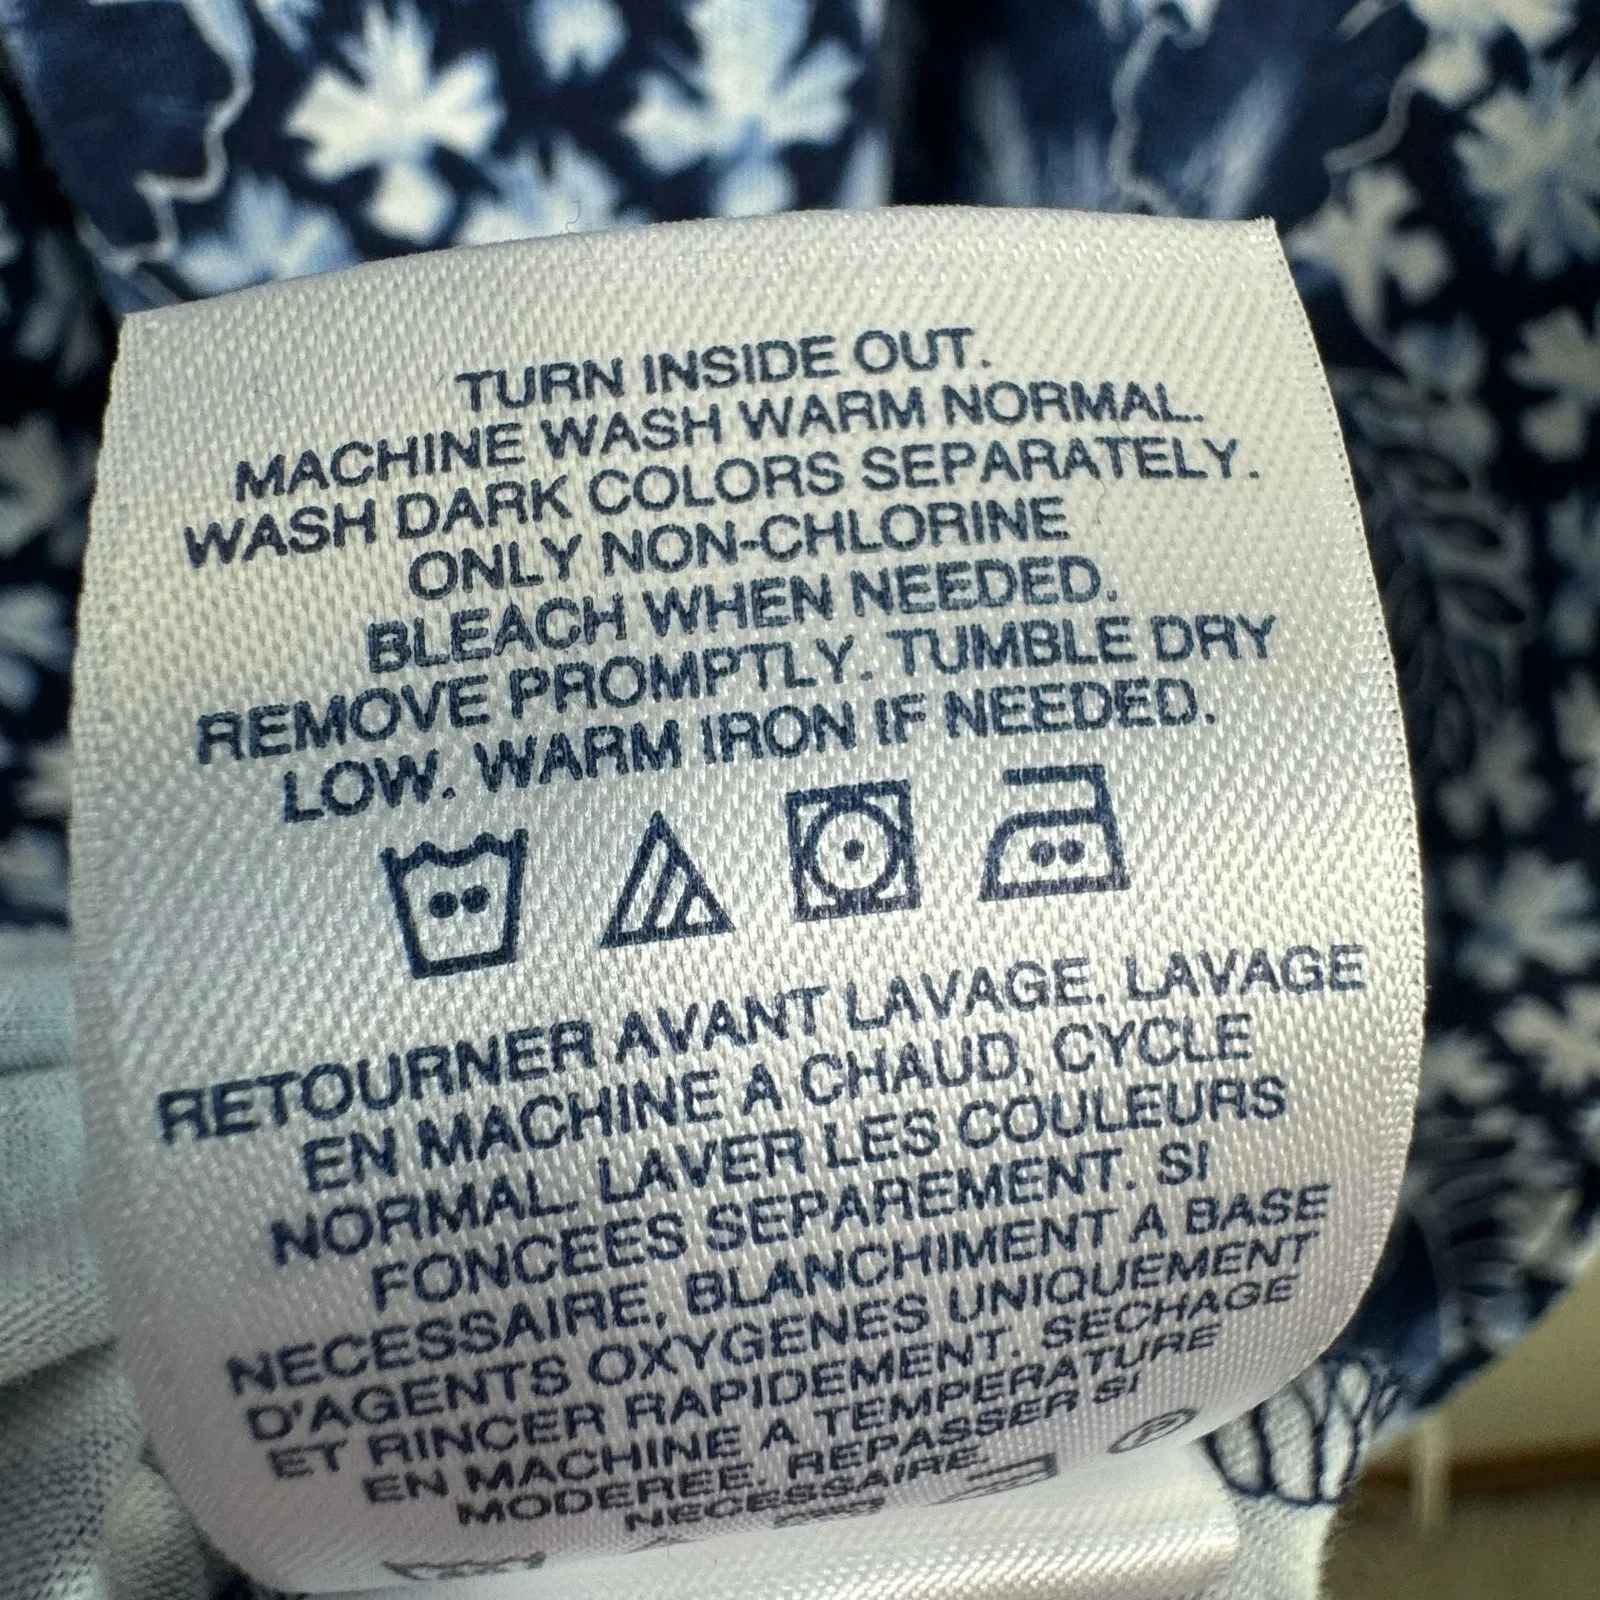 TURN INSIDE OUT.
MACHINE WASH WARM NORMAL.
WASH DARK COLORS SEPARATELY.
ONLY NON-CHLORINE
BLEACH WHEN NEEDED.
REMOVE PROMPTLY. TUMBLE DRY
LOW. WARM IRON IF NEEDED.
RETOURNER AVANT LAVAGE. LAVAGE
EN MACHINE A CHAUD, CYCLE
NORMAL. LAVER LES COULEURS
FONCEES SEPAREMENT. SI
NECESSAIRE, BLANCHIMENT A BASE
D'AGENTS OXYGENES UNIQUEMENT
ET RINCER RAPIDEMENT. SECHAGE
EN MACHINE A TEMPERATURE
MODEREE. REPASSER SI
NECESSAIRE.